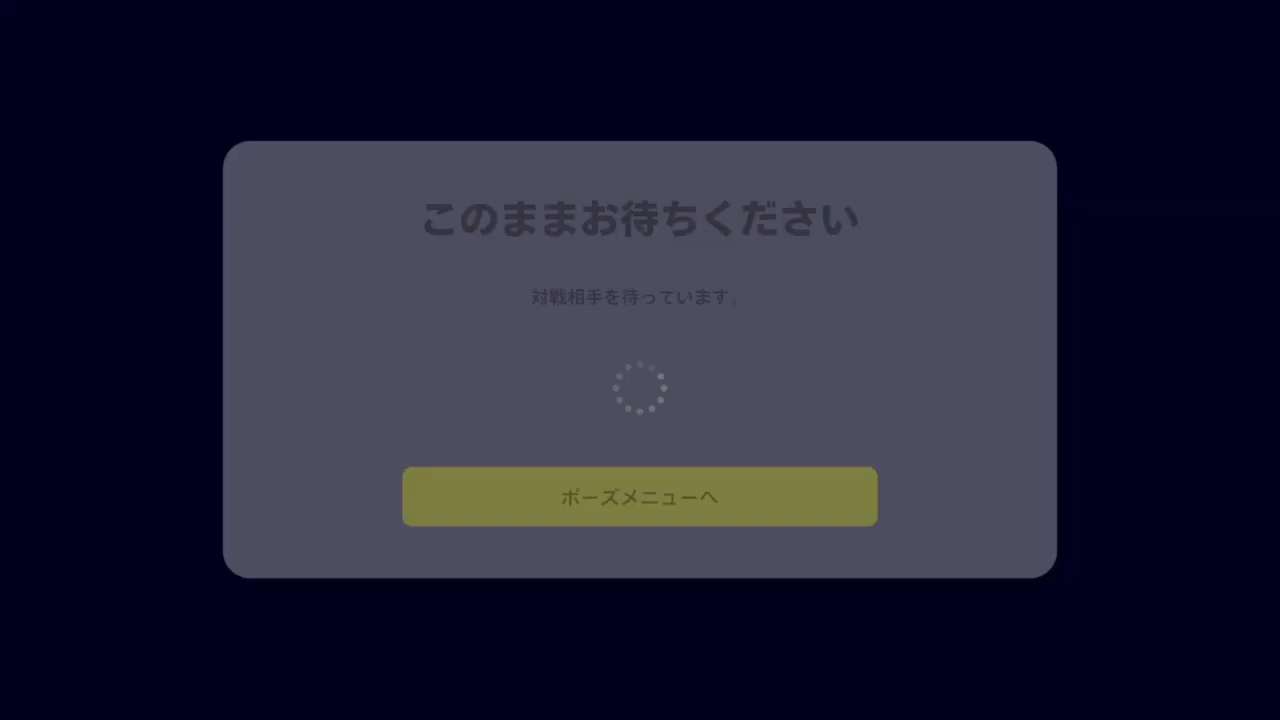 このままお待ちください
対戦相手を待っています。
ポーズメニューへ